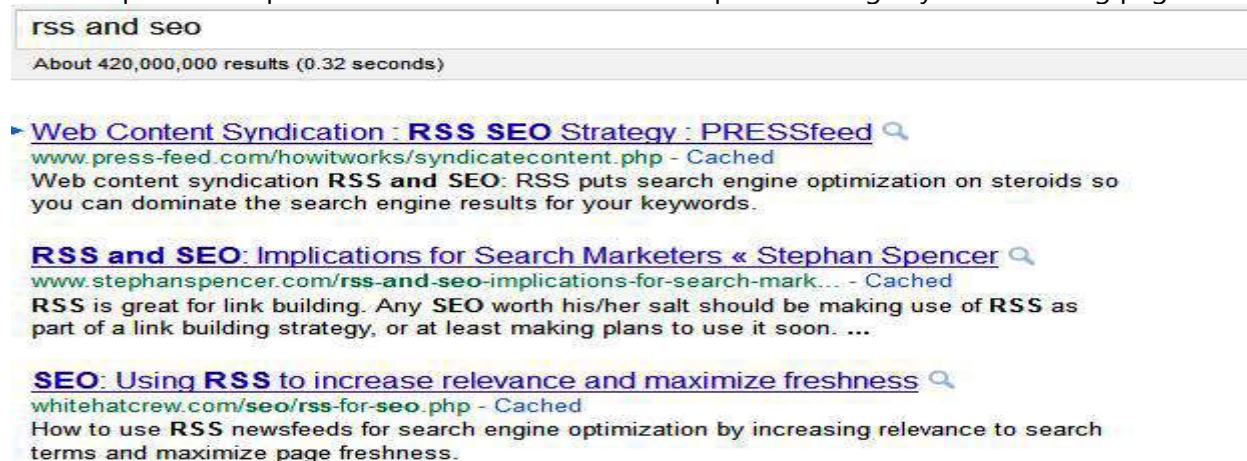 rss and seo
About 420,000,000 results (0.32 seconds)
Web Content Syndication : RSS SEO Strategy : PRESSfeed
www.press-feed.com/howitworks/syndicatecontent.php - Cached
Web content syndication RSS and SEO: RSS puts search engine optimization on steroids so
you can dominate the search engine results for your keywords.
RSS and SEO: Implications for Search Marketers « Stephan Spencer
www.stephanspencer.com/rss-and-seo-implications-for-search-mark... - Cached
RSS is great for link building. Any SEO worth his/her salt should be making use of RSS as
part of a link building strategy, or at least making plans to use it soon. ...
SEO: Using RSS to increase relevance and maximize freshness
whitehatcrew.com/seo/rss-for-seo.php - Cached
How to use RSS newsfeeds for search engine optimization by increasing relevance to search
terms and maximize page freshness.